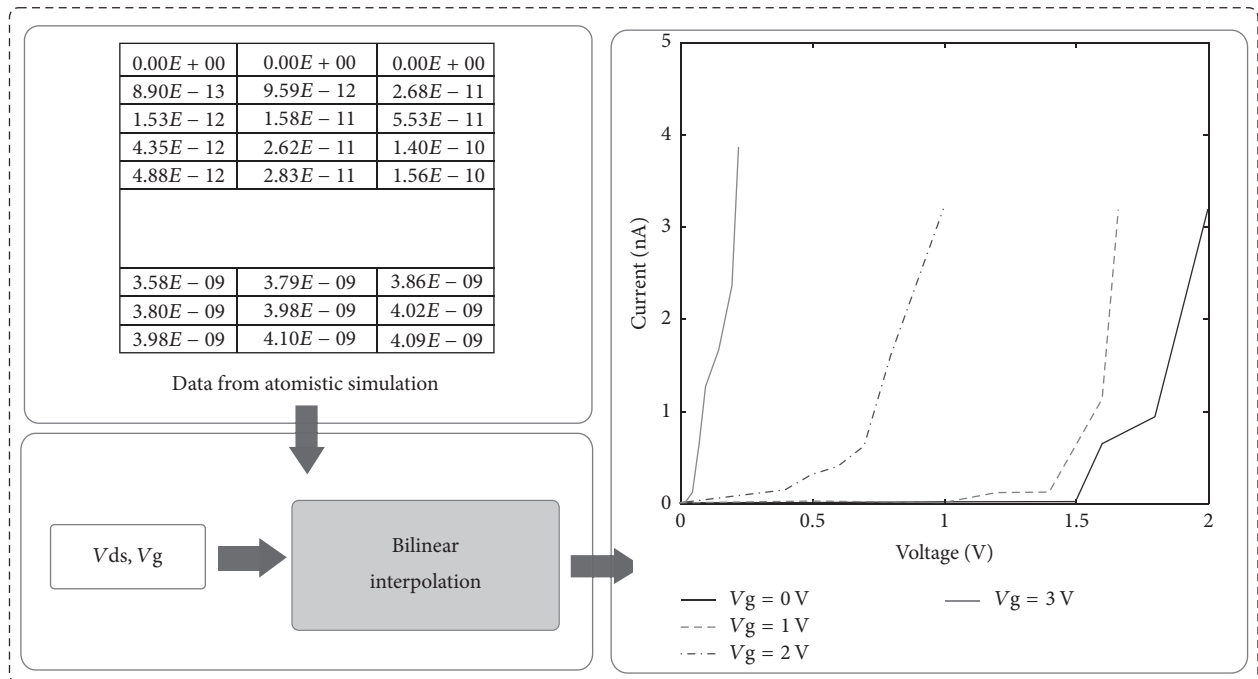 0.00E + 00 0.00E + 00 0.00E + 00
8.90E − 13 9.59E − 12 2.68E − 11
1.53E − 12 1.58E − 11 5.53E − 11
4.35E − 12 2.62E − 11 1.40E − 10
4.88E − 12 2.83E − 11 1.56E − 10
3.58E − 09 3.79E − 09 3.86E − 09
3.80E − 09 3.98E − 09 4.02E − 09
3.98E − 09 4.10E − 09 4.09E − 09
Data from atomistic simulation
Vds, Vg
Bilinear
interpolation
5
4
3
2
1
0
Current (nA)
0 0.5 1 1.5 2
Voltage (V)
Vg = 0 V
Vg = 1 V
Vg = 2 V
Vg = 3 V